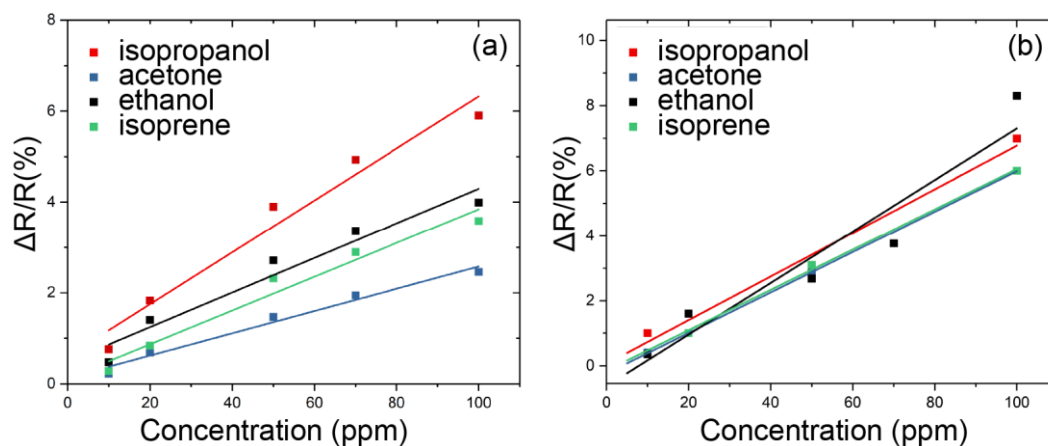 (a)
isopropanol
acetone
ethanol
isoprene
ΔR/R(%)
8
6
4
2
0
0 20 40 60 80 100
Concentration (ppm)
(b)
isopropanol
acetone
ethanol
isoprene
ΔR/R(%)
10
8
6
4
2
0
0 20 40 60 80 100
Concentration (ppm)